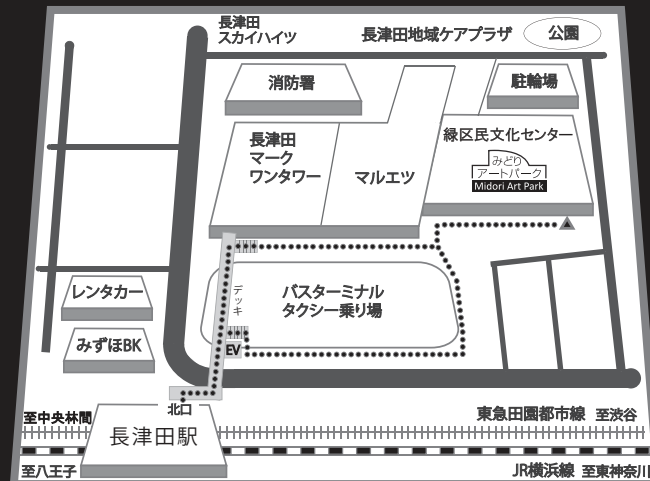 長津田
スカイハイツ
長津田地域ケアプラザ
公園
消防署
駐輪場
長津田
マーク
ワンタワー
マルエツ
緑区民文化センター
みどり
アートパーク
Midori Art Park
レンタカー
みずほBK
デッキ
バスターミナル
タクシー乗り場
EV
北口
長津田駅
至中央林間
東急田園都市線 至渋谷
至八王子
JR横浜線 至東神奈川